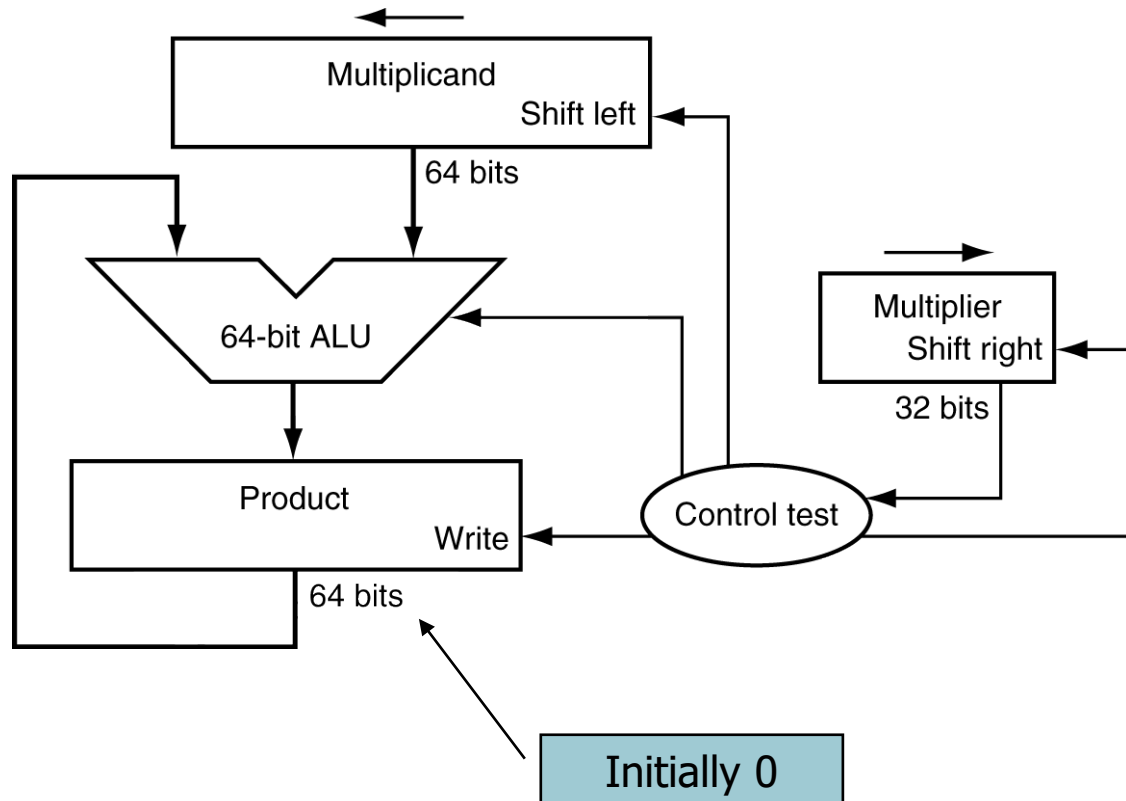 Multiplicand
Shift left
64 bits
64-bit ALU
Multiplier
Shift right
32 bits
Product
Write
Control test
64 bits
Initially 0